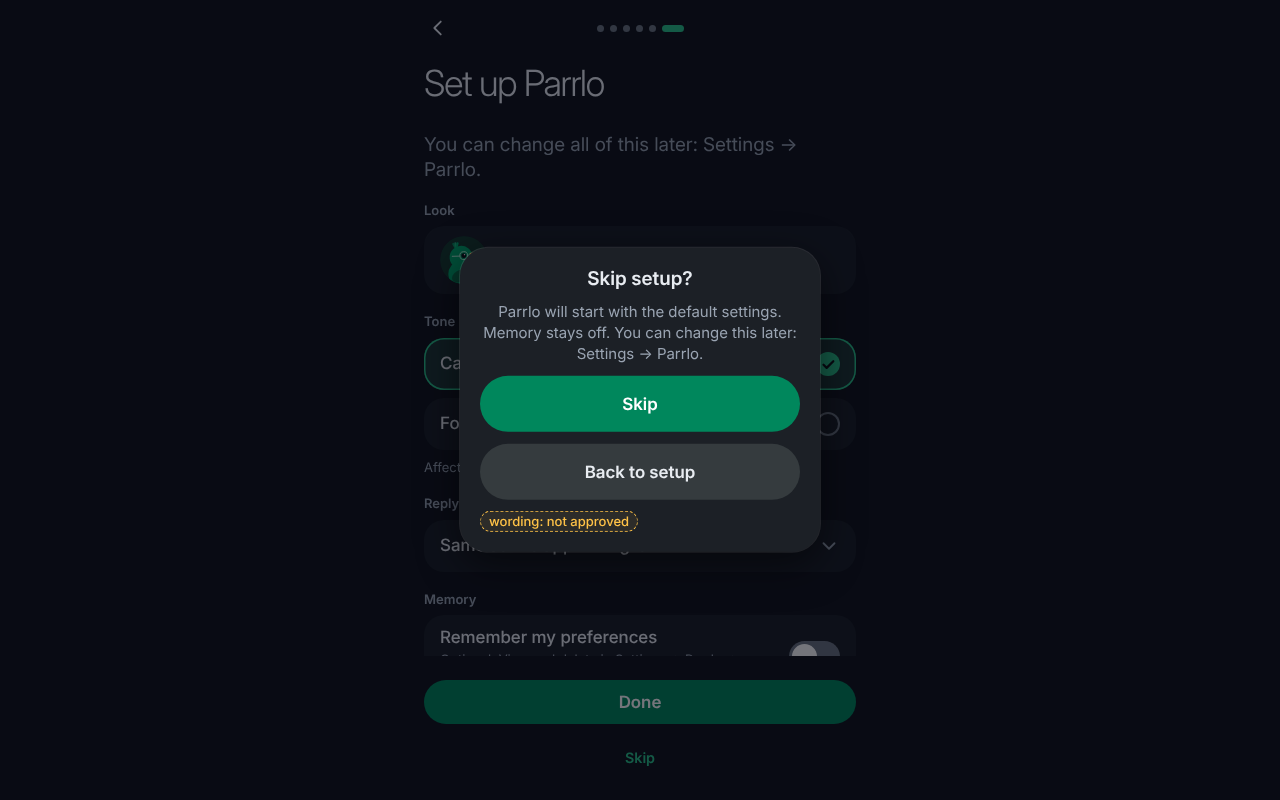 Set up Parrlo
You can change all of this later: Settings →
Parrlo.
Look
Skip setup?
Parrlo will start with the default settings.
Memory stays off. You can change this later:
Settings → Parrlo.
Tone
Skip
Back to setup
Reply
wording: not approved
Memory
Remember my preferences
Done
Skip